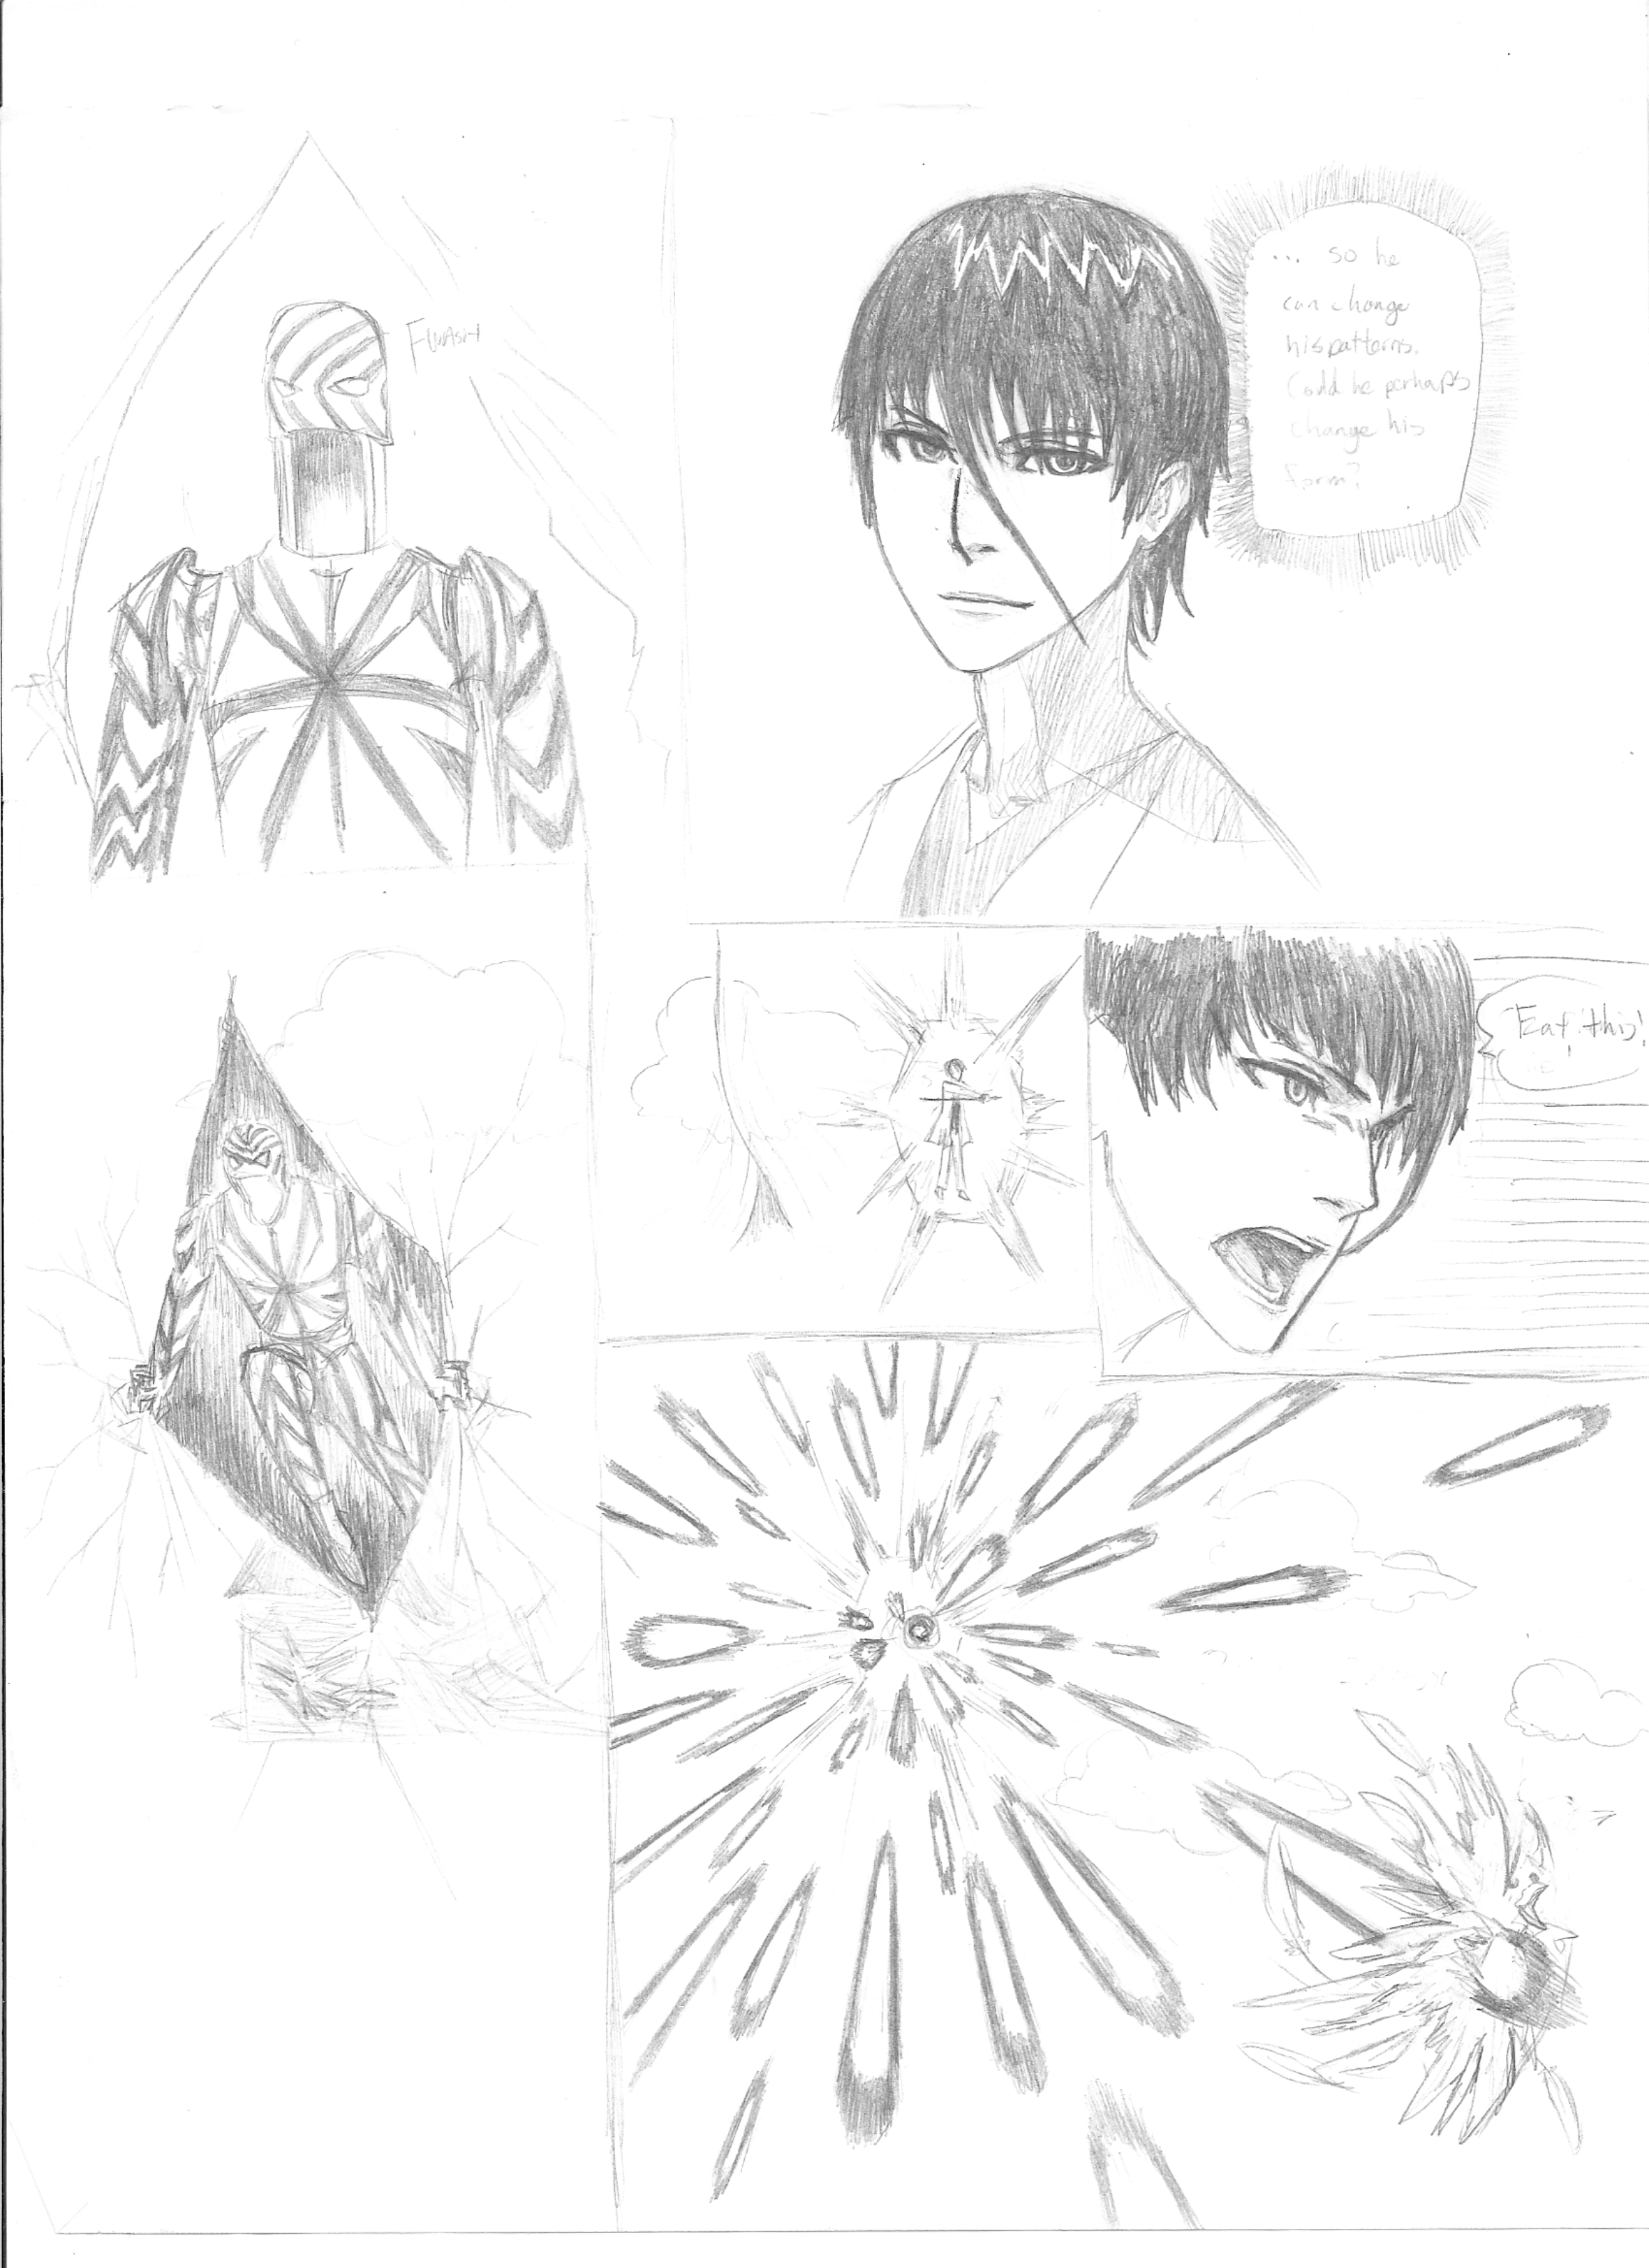 FWASH
... so he
can change
his patterns.
Could he perhaps
change his
form?
Eat this!